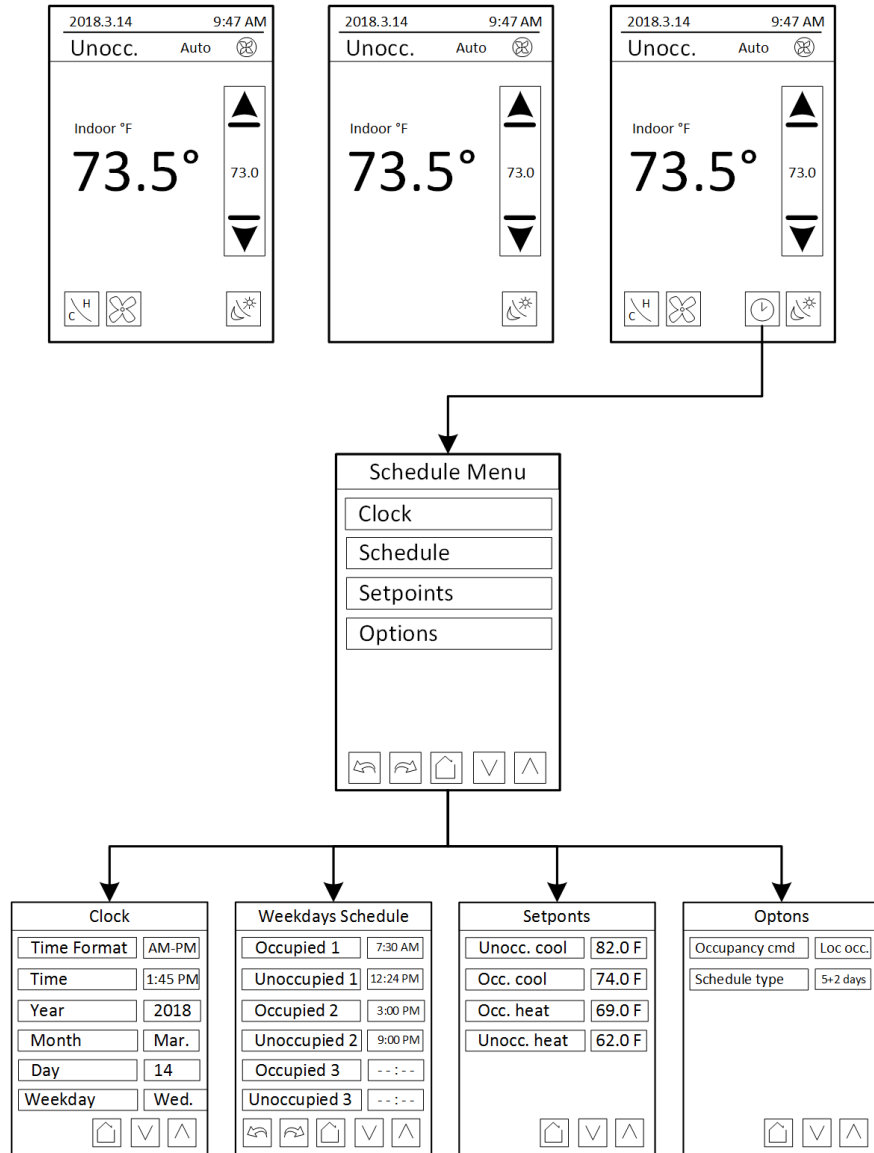 2018.3.14 9:47 AM
Unocc. Auto
Indoor °F
73.5°
73.0
C H
2018.3.14 9:47 AM
Unocc. Auto
Indoor °F
73.5°
73.0
2018.3.14 9:47 AM
Unocc. Auto
Indoor °F
73.5°
73.0
C H
Schedule Menu
Clock
Schedule
Setpoints
Options
Clock
Time Format AM-PM
Time 1:45 PM
Year 2018
Month Mar.
Day 14
Weekday Wed.
Weekdays Schedule
Occupied 1 7:30 AM
Unoccupied 1 12:24 PM
Occupied 2 3:00 PM
Unoccupied 2 9:00 PM
Occupied 3 --:--
Unoccupied 3 --:--
Setponts
Unocc. cool 82.0 F
Occ. cool 74.0 F
Occ. heat 69.0 F
Unocc. heat 62.0 F
Optons
Occupancy cmd Loc occ.
Schedule type 5+2 days